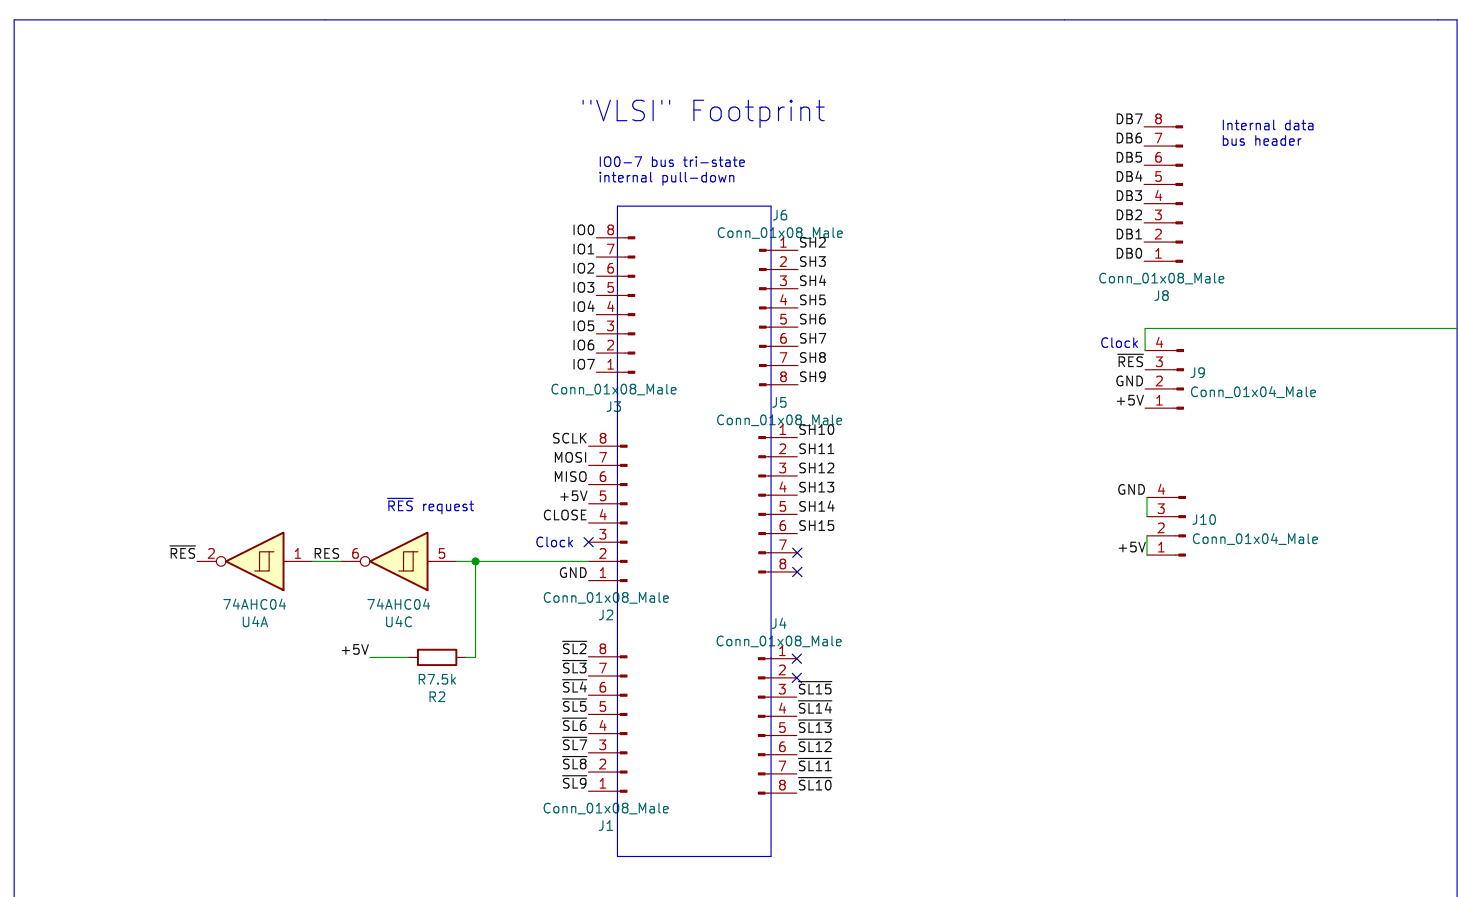 "VLSI" Footprint
IO0-7 bus tri-state
internal pull-down
IO0 8
IO1 7
IO2 6
IO3 5
IO4 4
IO5 3
IO6 2
IO7 1
Conn_01x08_Male
J3
J6
Conn_01x08_Male
1 SH2
2 SH3
3 SH4
4 SH5
5 SH6
6 SH7
7 SH8
8 SH9
J5
Conn_01x08_Male
1 SH10
2 SH11
3 SH12
4 SH13
5 SH14
6 SH15
7
8
SCLK 8
MOSI 7
MISO 6
+5V 5
CLOSE 4
Clock 3
2
GND 1
Conn_01x08_Male
J2
RES request
RES 2
1 RES 6
5
74AHC04
U4A
74AHC04
U4C
+5V
R7.5k
R2
SL2 8
SL3 7
SL4 6
SL5 5
SL6 4
SL7 3
SL8 2
SL9 1
Conn_01x08_Male
J1
J4
Conn_01x08_Male
1
2
3 SL15
4 SL14
5 SL13
6 SL12
7 SL11
8 SL10
DB7 8
DB6 7
DB5 6
DB4 5
DB3 4
DB2 3
DB1 2
DB0 1
Conn_01x08_Male
J8
Internal data
bus header
Clock 4
RES 3
GND 2
+5V 1
J9
Conn_01x04_Male
GND 4
3
2
+5V 1
J10
Conn_01x04_Male